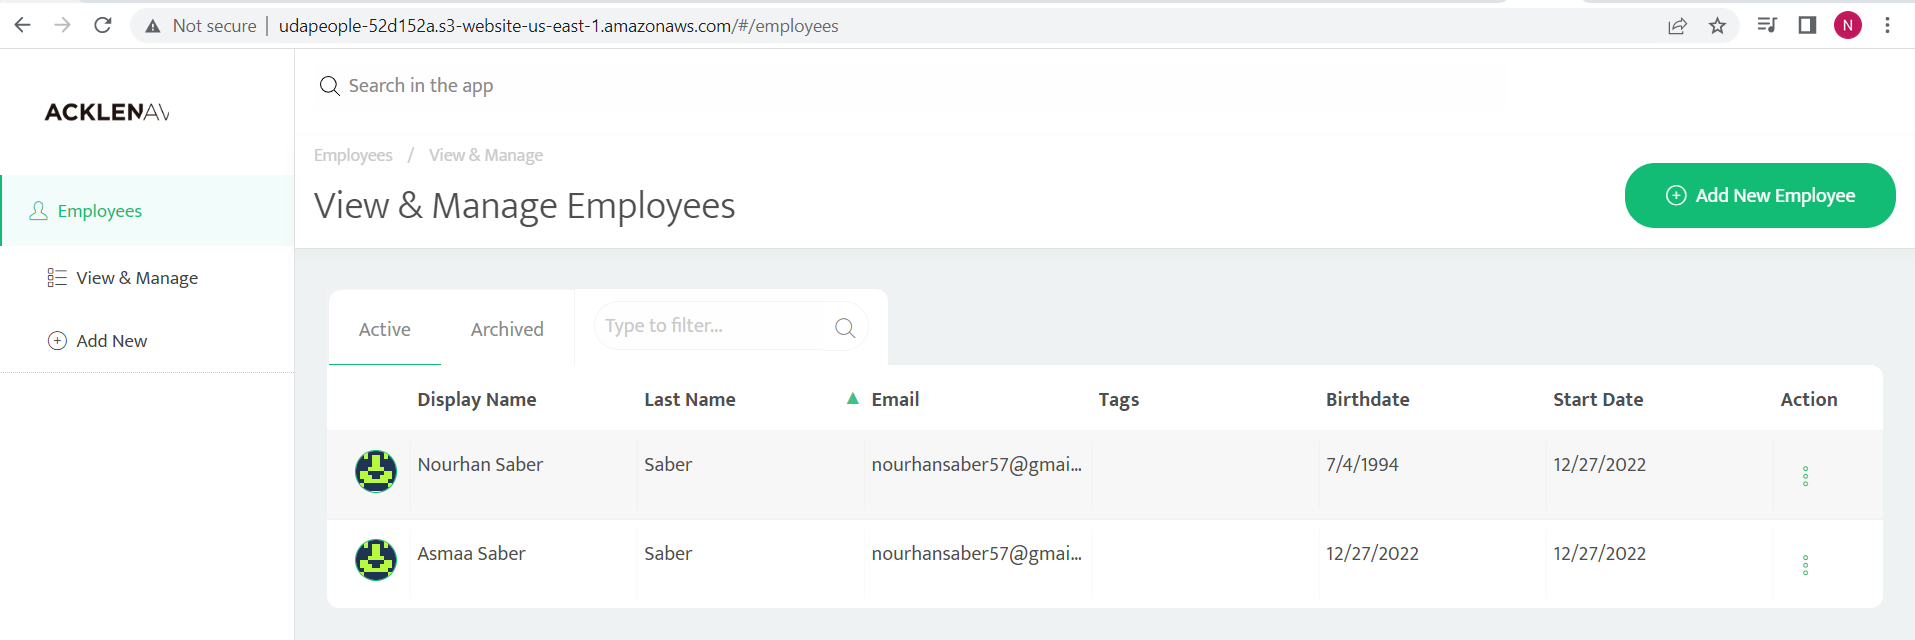 Not secure | udapeople-52d152a.s3-website-us-east-1.amazonaws.com/#/employees
N
ACKLENAV
Search in the app
Employees / View & Manage
View & Manage Employees
Add New Employee
Employees
View & Manage
Add New
Active Archived Type to filter...
Display Name Last Name Email Tags Birthdate Start Date Action
Nourhan Saber Saber nourhansaber57@gmai... 7/4/1994 12/27/2022
Asmaa Saber Saber nourhansaber57@gmai... 12/27/2022 12/27/2022